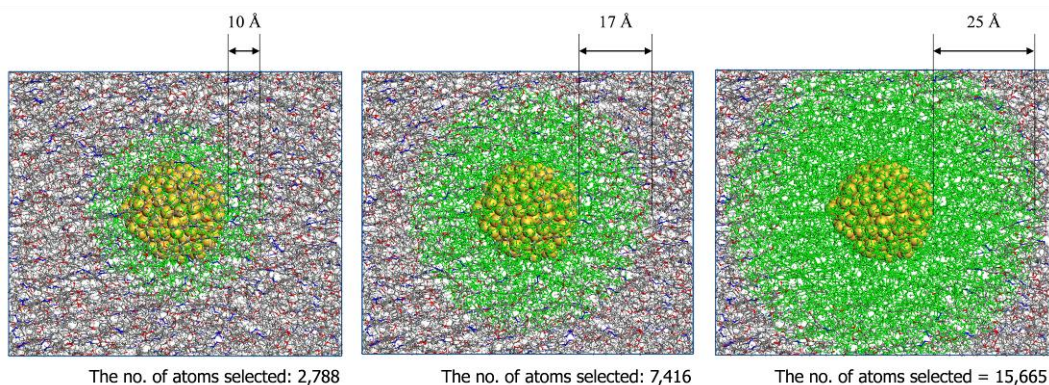 10 Å
17 Å
25 Å
The no. of atoms selected: 2,788
The no. of atoms selected: 7,416
The no. of atoms selected = 15,665